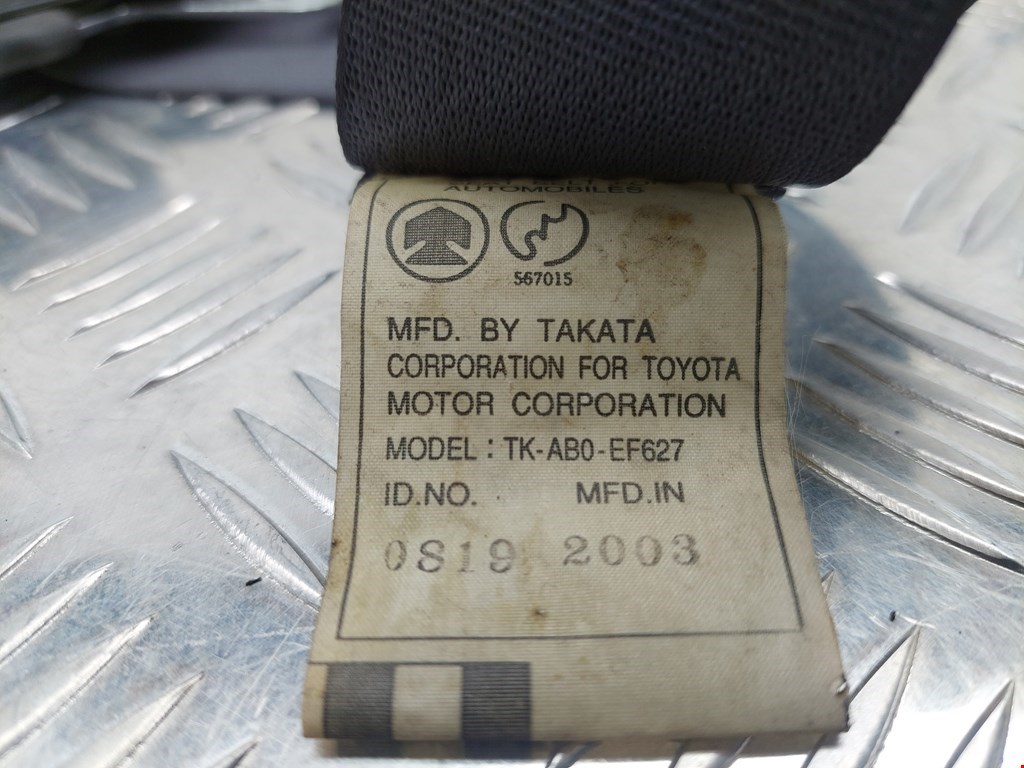 AUTOMOBILES
567015
MFD. BY TAKATA
CORPORATION FOR TOYOTA
MOTOR CORPORATION
MODEL : TK-AB0-EF627
ID.NO. MFD.IN
0S19 2003